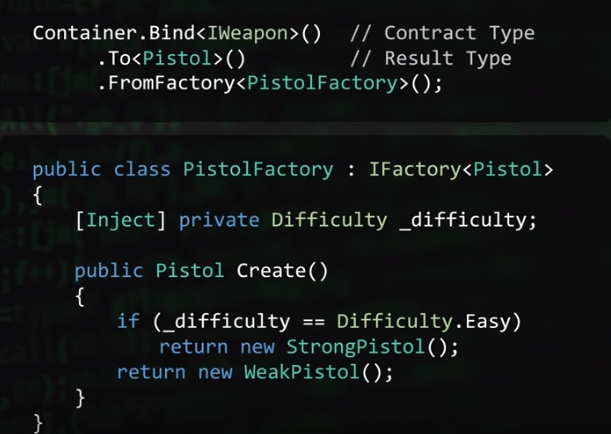 Container.Bind<IWeapon>() // Contract Type
.To<Pistol>() // Result Type
.FromFactory<PistolFactory>();
public class PistolFactory : IFactory<Pistol>
{
[Inject] private Difficulty _difficulty;
public Pistol Create()
{
if (_difficulty == Difficulty.Easy)
return new StrongPistol();
return new WeakPistol();
}
}